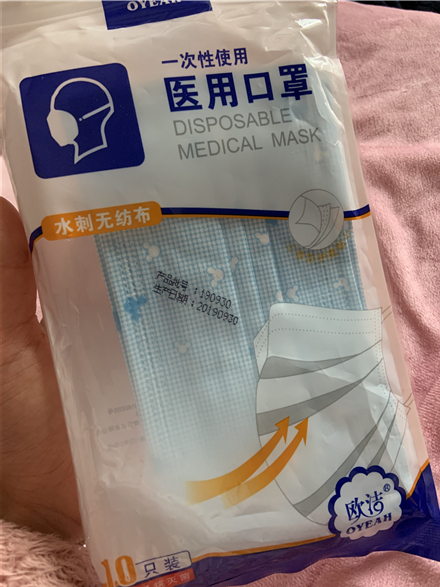 OYEAH
一次性使用
医用口罩
DISPOSABLE
MEDICAL MASK
水刺无纺布
产品批号：190930
生产日期：20190930
欧洁®
OYEAH
10只装